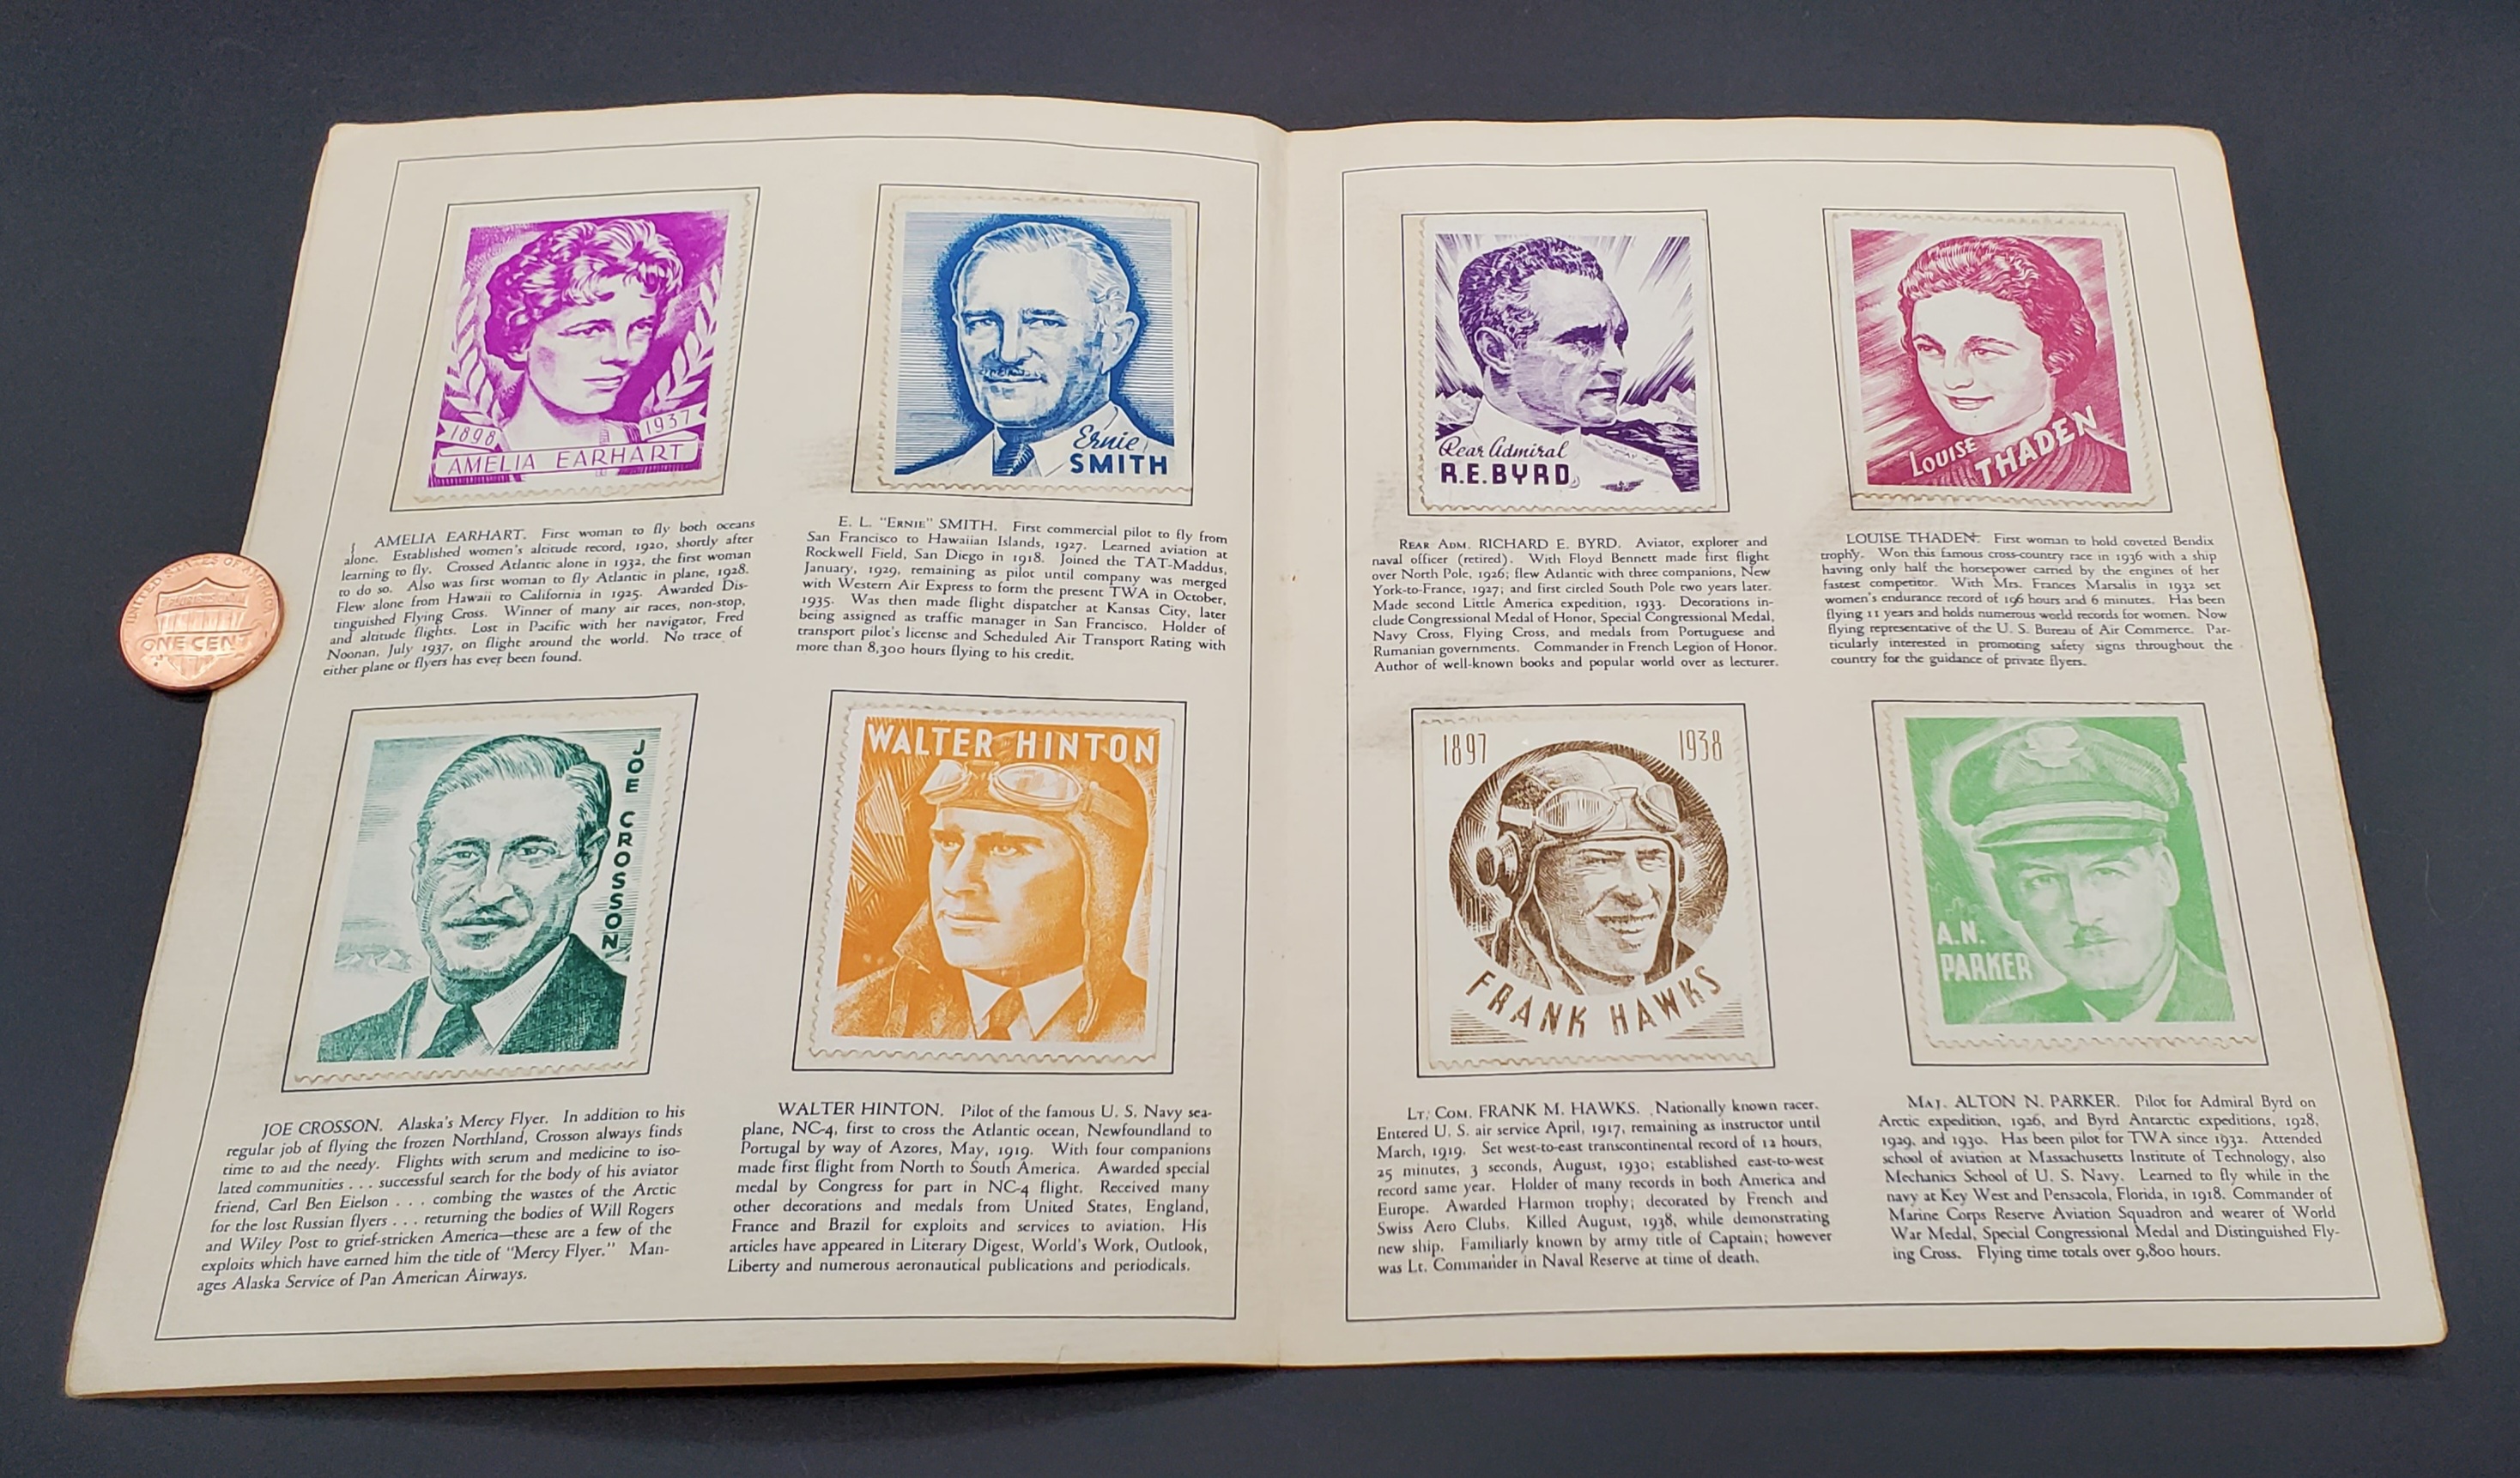 1898
1937
AMELIA EARHART
AMELIA EARHART. First woman to fly both oceans
alone. Established women's altitude record, 1920, shortly after
learning to fly. Crossed Atlantic alone in 1932, the first woman
to do so. Also was first woman to fly Atlantic in plane, 1928.
Flew alone from Hawaii to California in 1925. Awarded Dis-
tinguished Flying Cross. Winner of many air races, non-stop,
and altitude flights. Lost in Pacific with her navigator, Fred
Noonan, July 1937, on flight around the world. No trace of
either plane or flyers has ever been found.
Ernie
SMITH
E. L. "ERNIE" SMITH. First commercial pilot to fly from
San Francisco to Hawaiian Islands, 1927. Learned aviation at
Rockwell Field, San Diego in 1918. Joined the TAT-Maddus,
January, 1929, remaining as pilot until company was merged
with Western Air Express to form the present TWA in October,
1935. Was then made flight dispatcher at Kansas City, later
being assigned as traffic manager in San Francisco. Holder of
transport pilot's license and Scheduled Air Transport Rating with
more than 8,300 hours flying to his credit.
JOE CROSSON
JOE CROSSON. Alaska's Mercy Flyer. In addition to his
regular job of flying the frozen Northland, Crosson always finds
time to aid the needy. Flights with serum and medicine to iso-
lated communities . . . successful search for the body of his aviator
friend, Carl Ben Eielson . . . combing the wastes of the Arctic
for the lost Russian flyers . . . returning the bodies of Will Rogers
and Wiley Post to grief-stricken America—these are a few of the
exploits which have earned him the title of "Mercy Flyer." Man-
ages Alaska Service of Pan American Airways.
WALTER HINTON
WALTER HINTON. Pilot of the famous U. S. Navy sea-
plane, NC-4, first to cross the Atlantic ocean, Newfoundland to
Portugal by way of Azores, May, 1919. With four companions
made first flight from North to South America. Awarded special
medal by Congress for part in NC-4 flight. Received many
other decorations and medals from United States, England,
France and Brazil for exploits and services to aviation. His
articles have appeared in Literary Digest, World's Work, Outlook,
Liberty and numerous aeronautical publications and periodicals.
Rear Admiral
R.E. BYRD
REAR ADM. RICHARD E. BYRD. Aviator, explorer and
naval officer (retired). With Floyd Bennett made first flight
over North Pole, 1926; flew Atlantic with three companions, New
York-to-France, 1927; and first circled South Pole two years later.
Made second Little America expedition, 1933. Decorations in-
clude Congressional Medal of Honor, Special Congressional Medal,
Navy Cross, Flying Cross, and medals from Portuguese and
Rumanian governments. Commander in French Legion of Honor.
Author of well-known books and popular world over as lecturer.
LOUISE
THADEN
LOUISE THADEN. First woman to hold coveted Bendix
trophy. Won this famous cross-country race in 1936 with a ship
having only half the horsepower carried by the engines of her
fastest competitor. With Mrs. Frances Marsalis in 1932 set
women's endurance record of 196 hours and 6 minutes. Has been
flying 11 years and holds numerous world records for women. Now
flying representative of the U. S. Bureau of Air Commerce. Par-
ticularly interested in promoting safety signs throughout the
country for the guidance of private flyers.
1897
1938
FRANK HAWKS
LT. COM. FRANK M. HAWKS. Nationally known racer.
Entered U. S. air service April, 1917, remaining as instructor until
March, 1919. Set west-to-east transcontinental record of 12 hours,
25 minutes, 3 seconds, August, 1930; established east-to-west
record same year. Holder of many records in both America and
Europe. Awarded Harmon trophy; decorated by French and
Swiss Aero Clubs. Killed August, 1938, while demonstrating
new ship. Familiarly known by army title of Captain; however
was Lt. Commander in Naval Reserve at time of death.
A.N.
PARKER
MAJ. ALTON N. PARKER. Pilot for Admiral Byrd on
Arctic expedition, 1926, and Byrd Antarctic expeditions, 1928,
1929, and 1930. Has been pilot for TWA since 1932. Attended
school of aviation at Massachusetts Institute of Technology, also
Mechanics School of U. S. Navy. Learned to fly while in the
navy at Key West and Pensacola, Florida, in 1918. Commander of
Marine Corps Reserve Aviation Squadron and wearer of World
War Medal, Special Congressional Medal and Distinguished Fly-
ing Cross. Flying time totals over 9,800 hours.
UNITED STATES OF AMERICA
ONE CENT